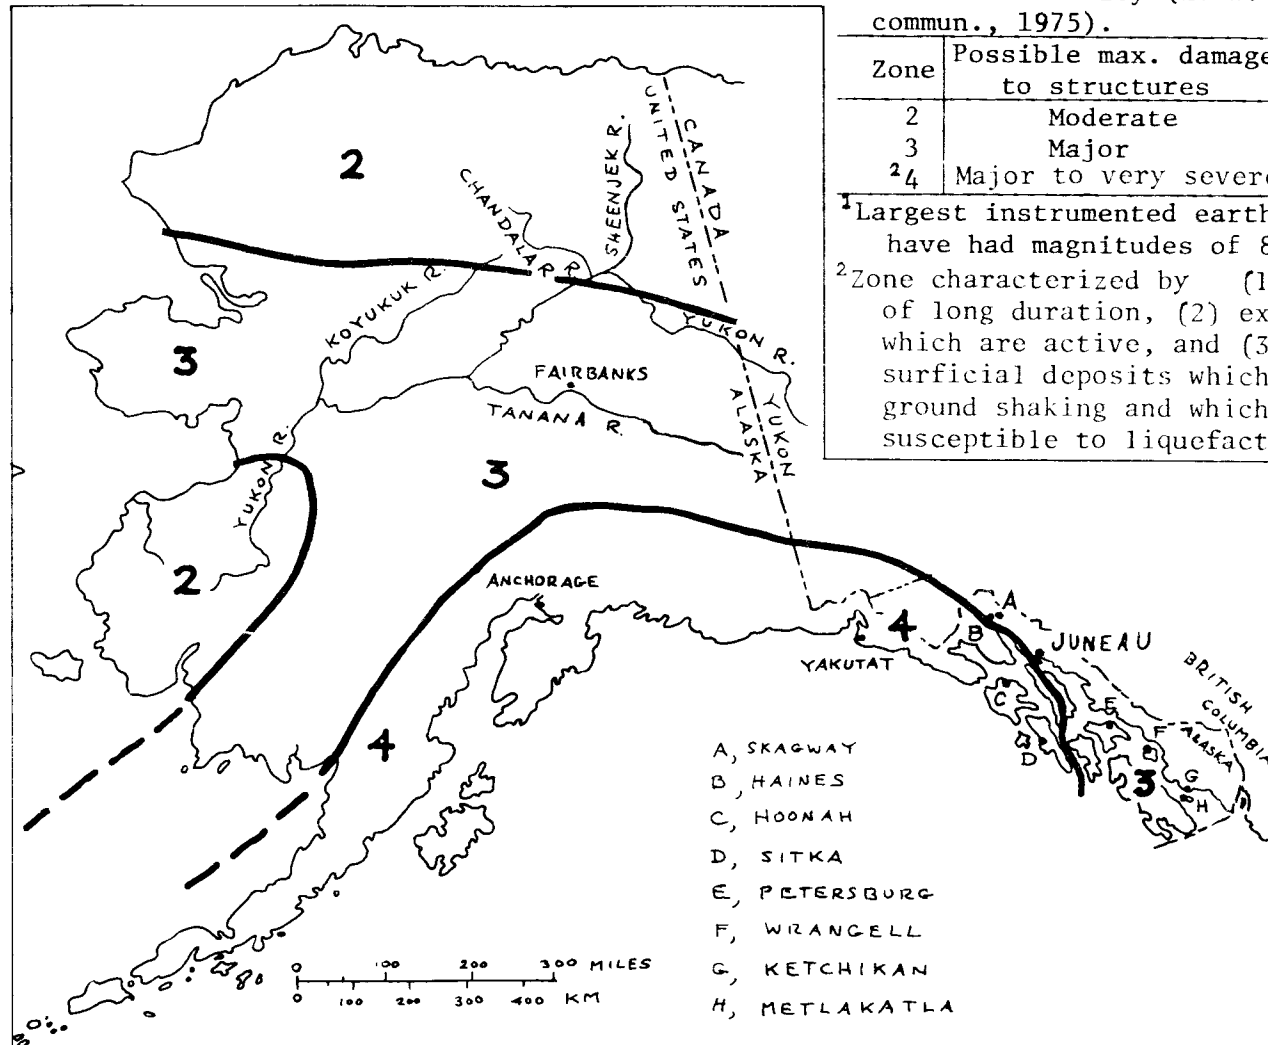 commun., 1975).
Zone
Possible max. damage
to structures
2 Moderate
3 Major
²4 Major to very severe
¹Largest instrumented earth
have had magnitudes of 8
²Zone characterized by (1
of long duration, (2) ex
which are active, and (3
surficial deposits which
ground shaking and which
susceptible to liquefact
2
CHANDALAR R.
SHEENJEK R.
UNITED STATES
CANADA
KOYUKUK R.
YUKON R.
3
FAIRBANKS
TANANA R.
ALASKA
YUKON
YUKON R.
3
2
ANCHORAGE
4
YAKUTAT
A
B
JUNEAU
C
D
E
F
G
H
3
BRITISH
COLUMBIA
ALASKA
4
A, SKAGWAY
B, HAINES
C, HOONAH
D, SITKA
E, PETERSBURG
F, WRANGELL
G, KETCHIKAN
H, METLAKATLA
0 100 200 300 MILES
0 100 200 300 400 KM